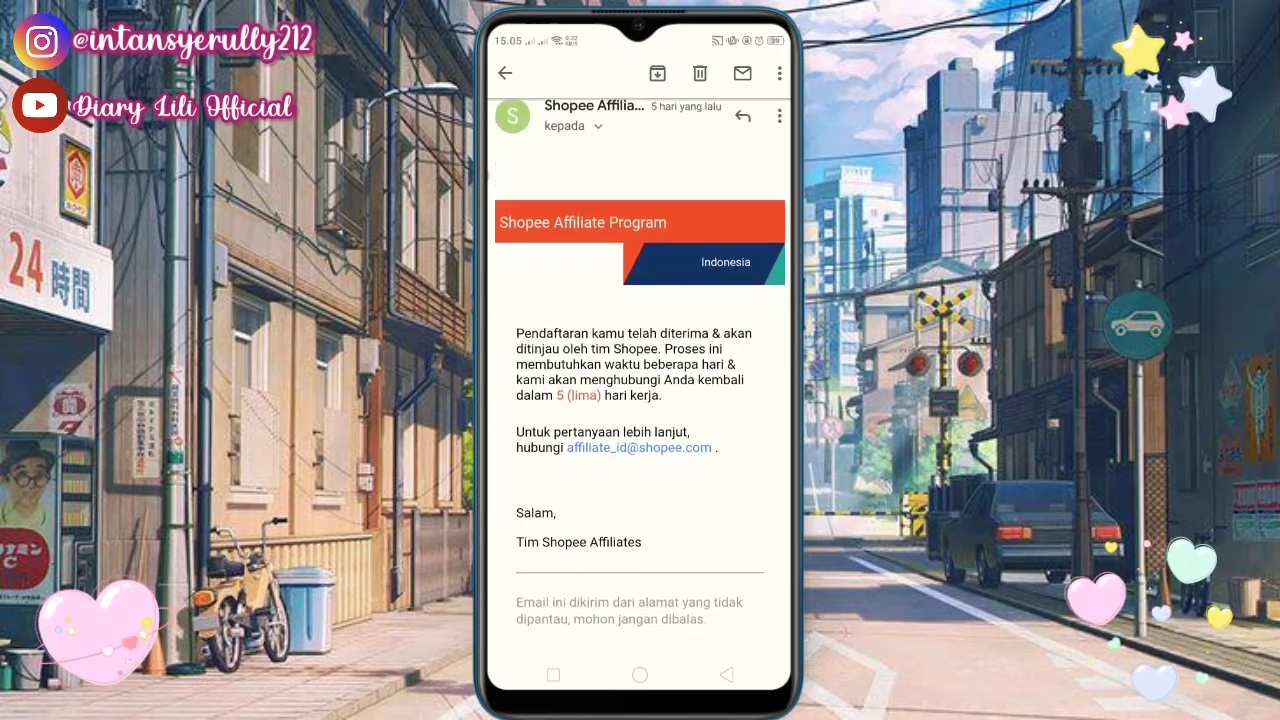 @intansyerully212
Diary Lili Official
15.05
39
Shopee Affilia... 5 hari yang lalu
S
kepada
Shopee Affiliate Program
Indonesia
Pendaftaran kamu telah diterima & akan
ditinjau oleh tim Shopee. Proses ini
membutuhkan waktu beberapa hari &
kami akan menghubungi Anda kembali
dalam 5 (lima) hari kerja.
Untuk pertanyaan lebih lanjut,
hubungi affiliate_id@shopee.com .
Salam,
Tim Shopee Affiliates
Email ini dikirim dari alamat yang tidak
dipantau, mohon jangan dibalas.
24時間